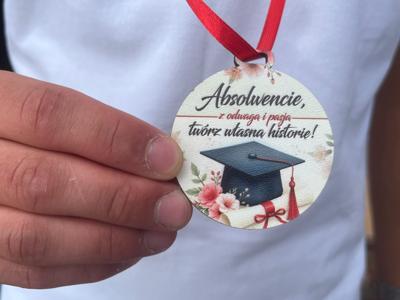 Absolwencie,
z odwagą i pasją
twórz własną historię!